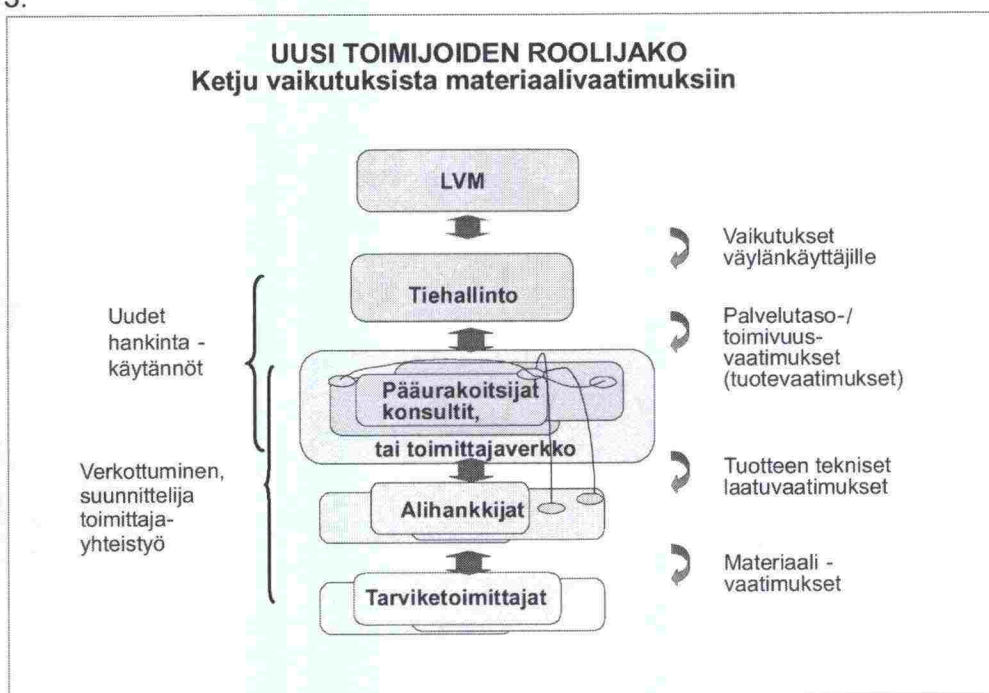 3.
UUSI TOIMIJOIDEN ROOLIJAKO
Ketju vaikutuksista materiaalivaatimuksiin
LVM
Vaikutukset
väylänkäyttäjille
Tiehallinto
Uudet
hankinta -
käytännöt
Palvelutaso-/
toimivuus-
vaatimukset
(tuotevaatimukset)
Pääurakoitsijat
konsultit,
tai toimittajaverkko
Verkottuminen,
suunnittelija
toimittaja-
yhteistyö
Tuotteen tekniset
laatuvaatimukset
Alihankkijat
Materiaali -
vaatimukset
Tarviketoimittajat